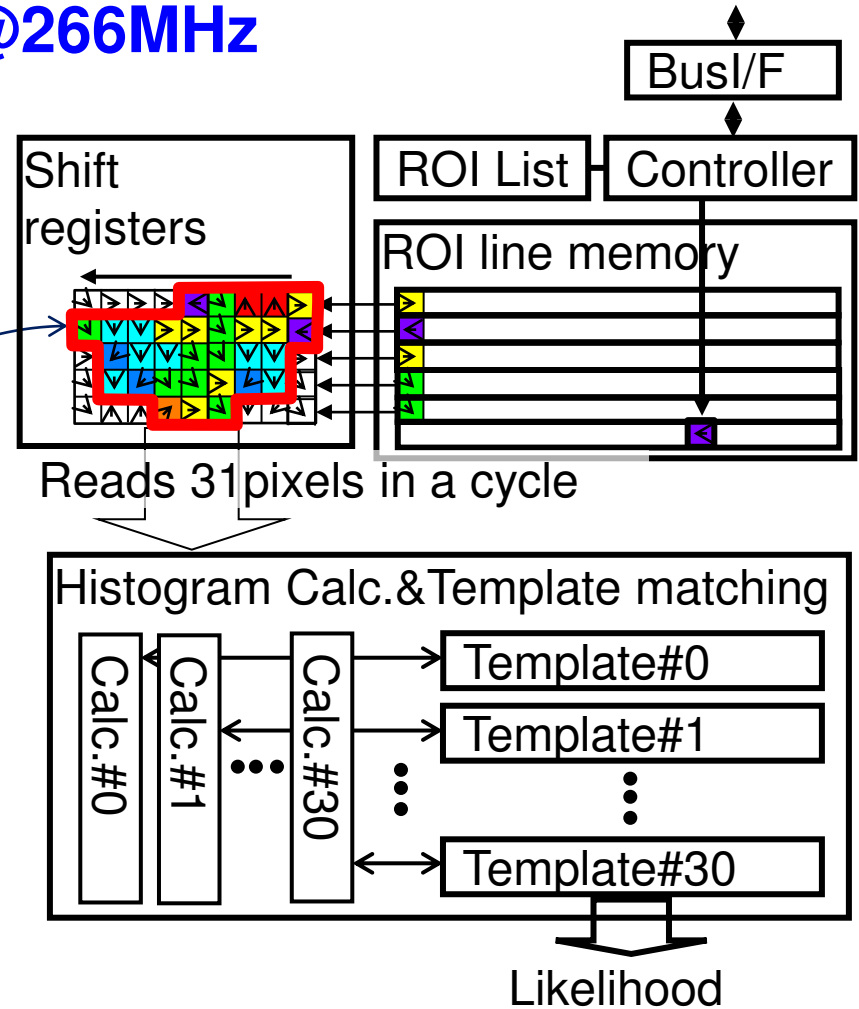 @266MHz
BusI/F
Shift
registers
ROI List
Controller
ROI line memory
Reads 31pixels in a cycle
Histogram Calc.&Template matching
Calc.#0
Calc.#1
Calc.#30
Template#0
Template#1
Template#30
Likelihood